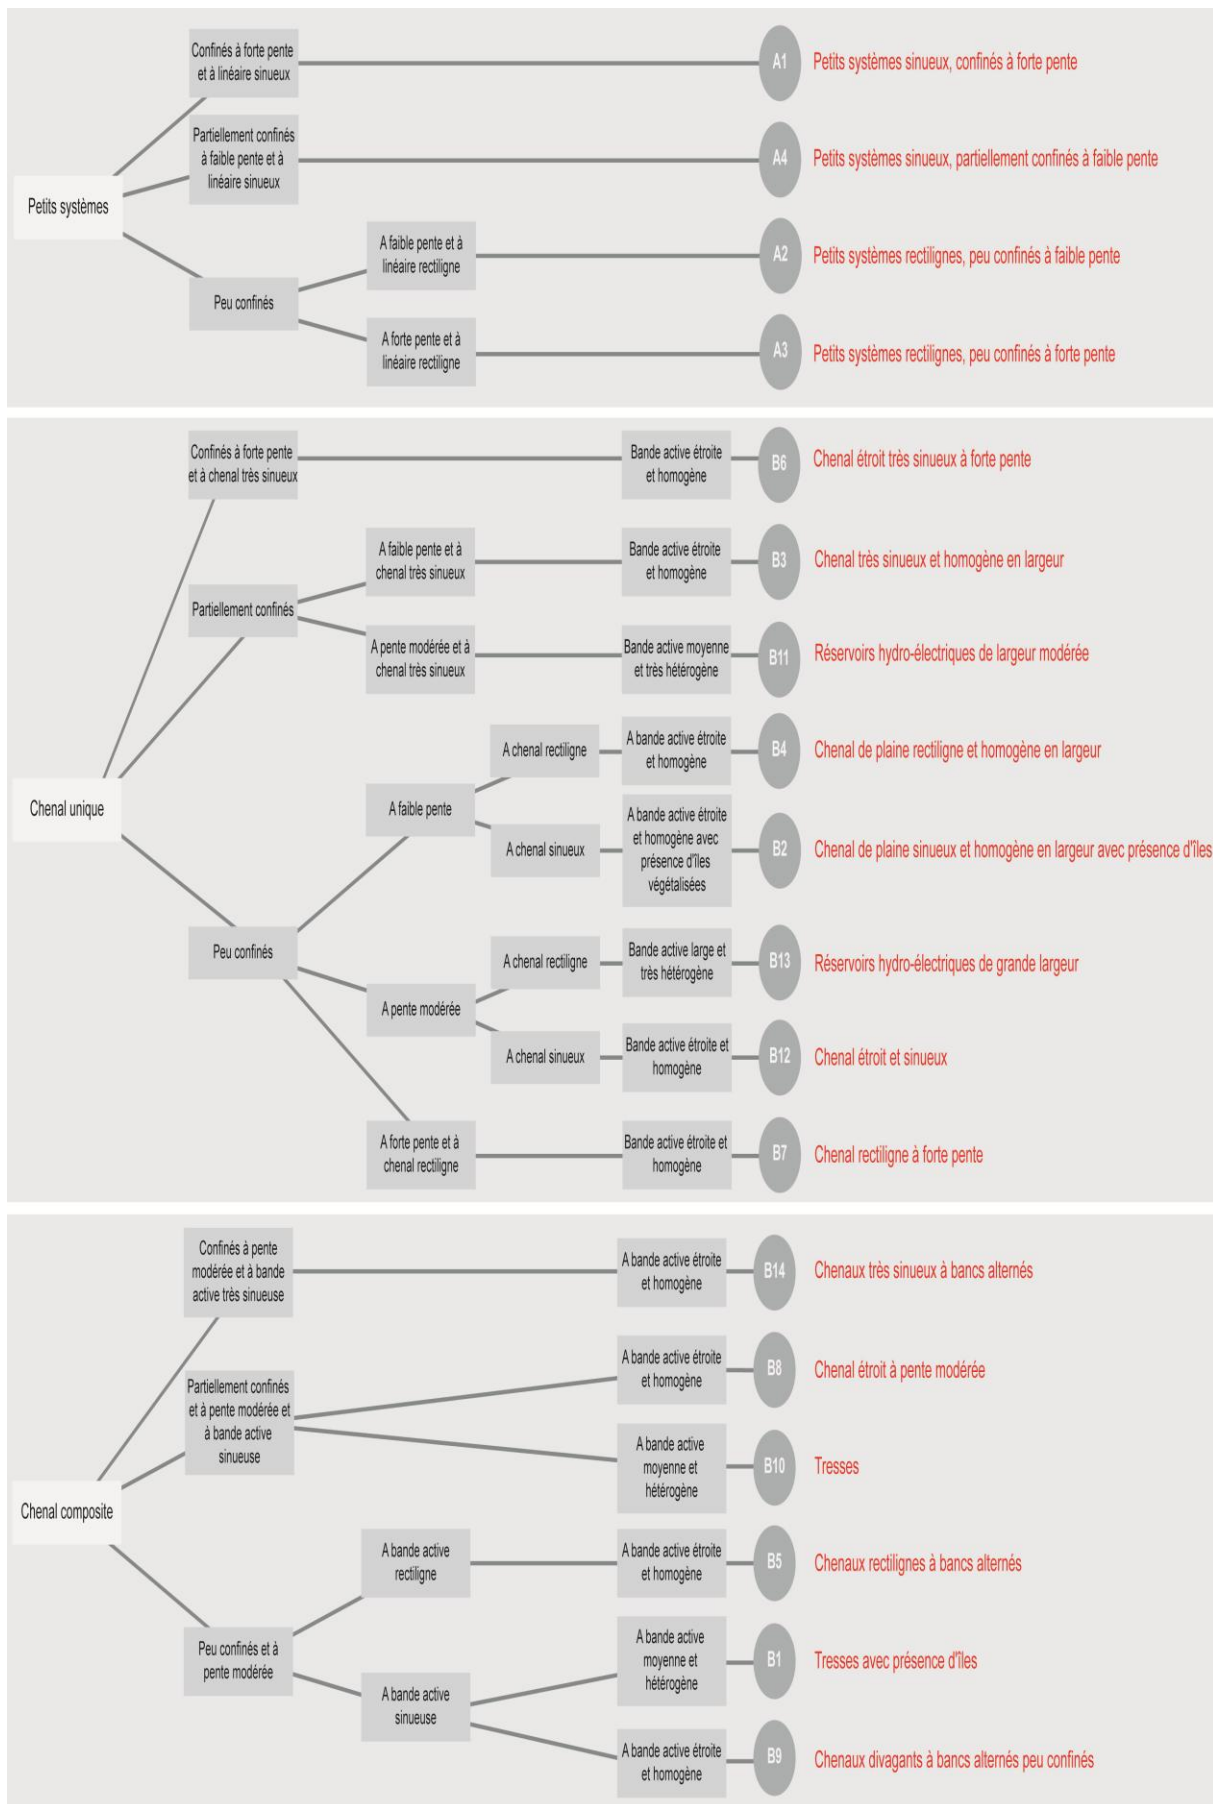 Confinés à forte pente
et à linéaire sinueux
A1
Petits systèmes sinueux, confinés à forte pente
Partiellement confinés
à faible pente et à
linéaire sinueux
A4
Petits systèmes sinueux, partiellement confinés à faible pente
Petits systèmes
A faible pente et à
linéaire rectiligne
A2
Petits systèmes rectilignes, peu confinés à faible pente
Peu confinés
A forte pente et à
linéaire rectiligne
A3
Petits systèmes rectilignes, peu confinés à forte pente
Confinés à forte pente
et à chenal très sinueux
Bande active étroite
et homogène
B6
Chenal étroit très sinueux à forte pente
A faible pente et à
chenal très sinueux
Bande active étroite
et homogène
B3
Chenal très sinueux et homogène en largeur
Partiellement confinés
A pente modérée et à
chenal très sinueux
Bande active moyenne
et très hétérogène
B11
Réservoirs hydro-électriques de largeur modérée
A chenal rectiligne
A bande active étroite
et homogène
B4
Chenal de plaine rectiligne et homogène en largeur
Chenal unique
A faible pente
A chenal sinueux
A bande active étroite
et homogène avec
présence d'îles
végétalisées
B2
Chenal de plaine sinueux et homogène en largeur avec présence d'îles
Peu confinés
A chenal rectiligne
Bande active large et
très hétérogène
B13
Réservoirs hydro-électriques de grande largeur
A pente modérée
A chenal sinueux
Bande active étroite et
homogène
B12
Chenal étroit et sinueux
A forte pente et à
chenal rectiligne
Bande active étroite et
homogène
B7
Chenal rectiligne à forte pente
Confinés à pente
modérée et à bande
active très sinueuse
A bande active étroite
et homogène
B14
Chenaux très sinueux à bancs alternés
Partiellement confinés
et à pente modérée et
à bande active
sinueuse
A bande active étroite
et homogène
B8
Chenal étroit à pente modérée
A bande active
moyenne et
hétérogène
B10
Tresses
Chenal composite
A bande active
rectiligne
A bande active étroite
et homogène
B5
Chenaux rectilignes à bancs alternés
Peu confinés et à
pente modérée
A bande active
sinueuse
A bande active
moyenne et
hétérogène
B1
Tresses avec présence d'îles
A bande active étroite
et homogène
B9
Chenaux divagants à bancs alternés peu confinés